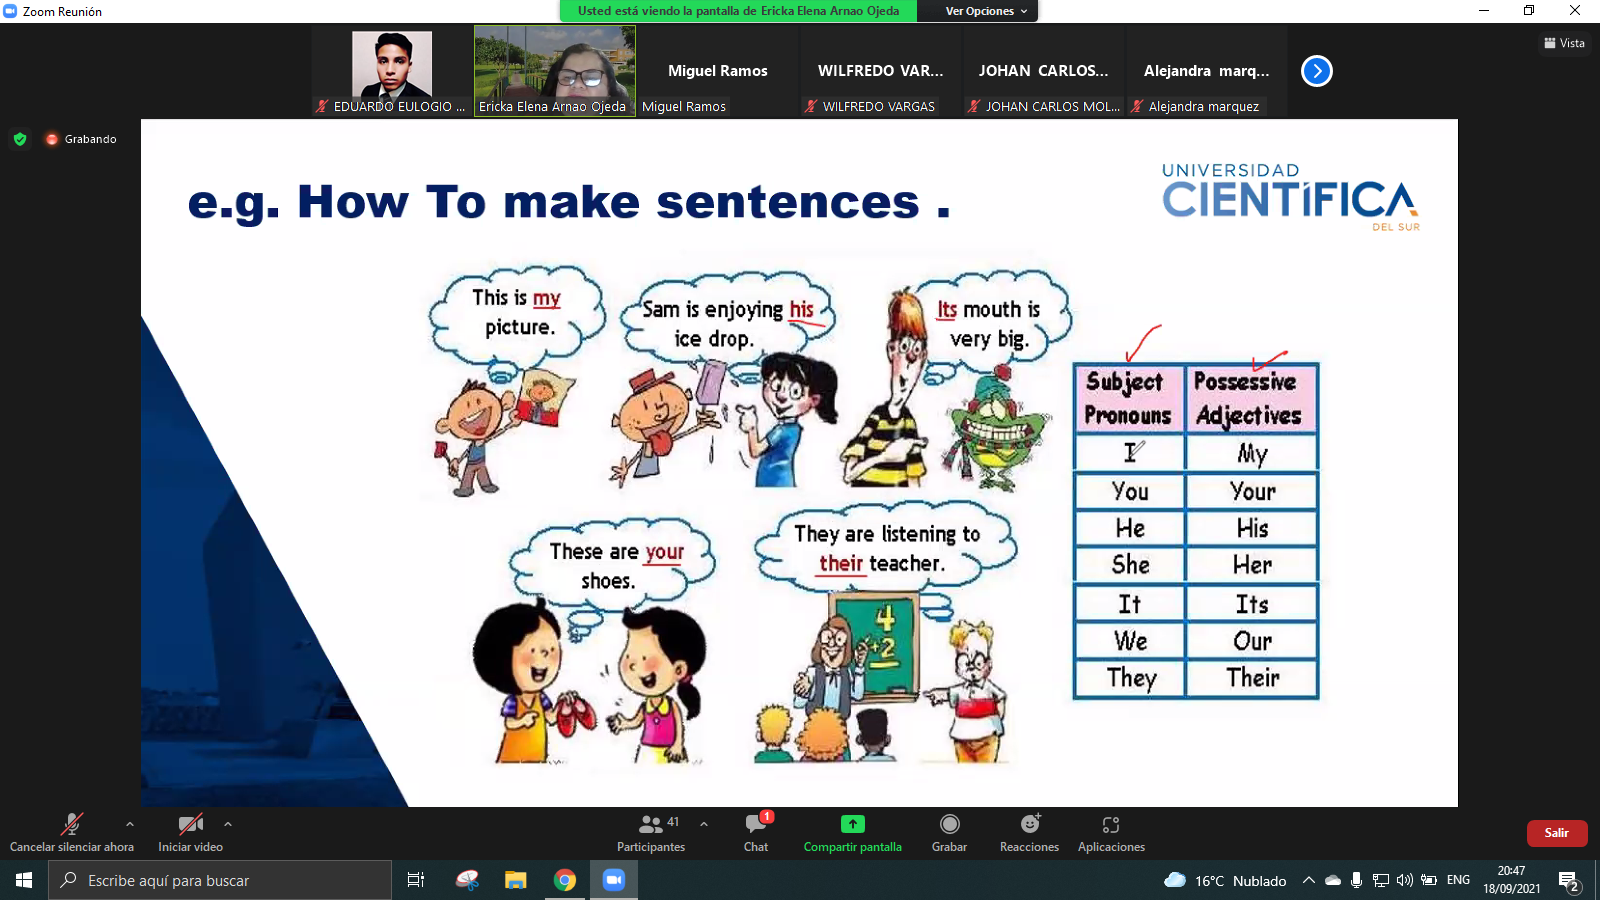 Zoom Reunión
Usted está viendo la pantalla de Ericka Elena Arnao Ojeda
Ver Opciones
Vista
Miguel Ramos
WILFREDO VAR...
JOHAN CARLOS...
Alejandra marq...
EDUARDO EULOGIO ...
Ericka Elena Arnao Ojeda
Miguel Ramos
WILFREDO VARGAS
JOHAN CARLOS MOL...
Alejandra marquez
Grabando
e.g. How To make sentences .
UNIVERSIDAD
CIENTÍFICA
DEL SUR
This is my
picture.
Sam is enjoying his
ice drop.
Its mouth is
very big.
These are your
shoes.
They are listening to
their teacher.
4
+2
Subject Pronouns
Possessive Adjectives
I My
You Your
He His
She Her
It Its
We Our
They Their
Cancelar silenciar ahora
Iniciar video
41
Participantes
1
Chat
Compartir pantalla
Grabar
Reacciones
Aplicaciones
Salir
Escribe aquí para buscar
16°C Nublado
ENG
20:47
18/09/2021
2